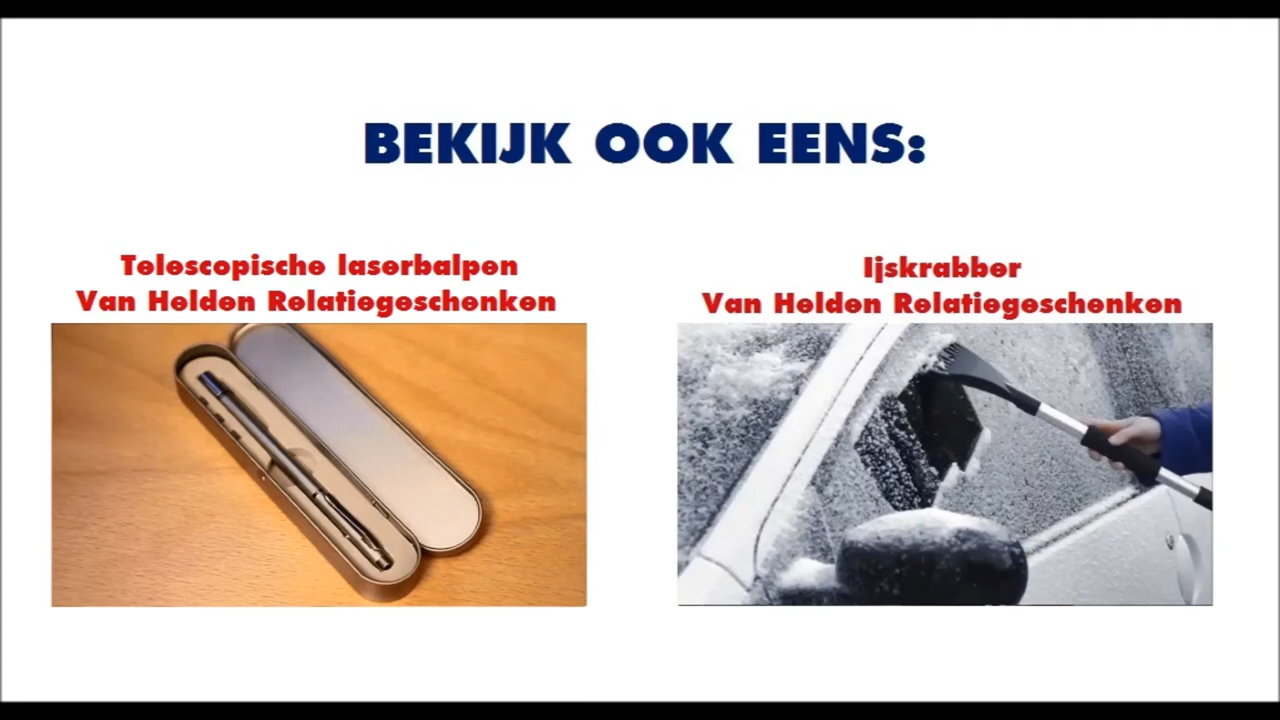 BEKIJK OOK EENS:
Telescopische laserbalpen
Van Helden Relatiegeschenken
Ijskrabber
Van Helden Relatiegeschenken